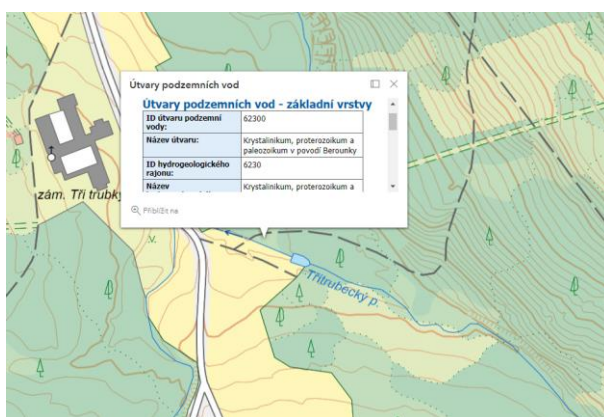 Útvary podzemních vod
Útvary podzemních vod - základní vrstvy
ID útvaru podzemní vody:
62300
Název útvaru:
Krystalinikum, proterozoikum a
paleozoikum v povodí Berounky
ID hydrogeologického rajonu:
6230
Název
Krystalinikum, proterozoikum a
Přiblížit na
zám. Tři trubky
Třítrubecký p.